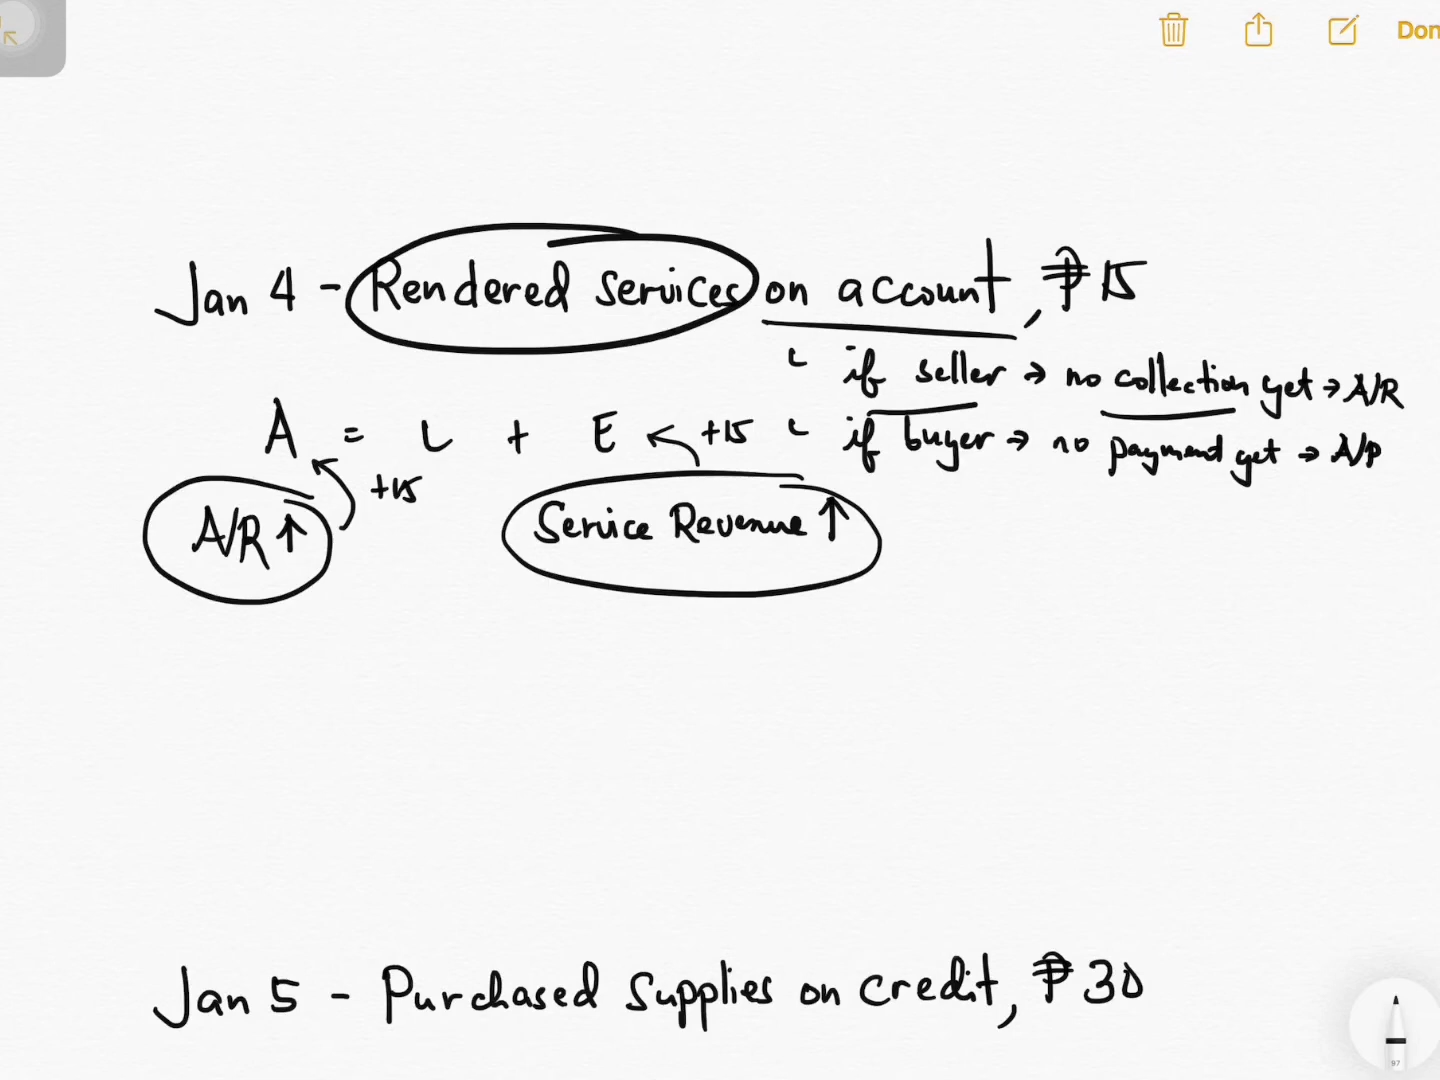 Don
Jan 4 - Rendered Services on account, ₱15
└ if seller → no collection yet → A/R
└ if buyer → no payment yet → A/P
A = L + E ← +15
+15
A/R ↑
Service Revenue ↑
Jan 5 - Purchased supplies on credit, ₱30
97